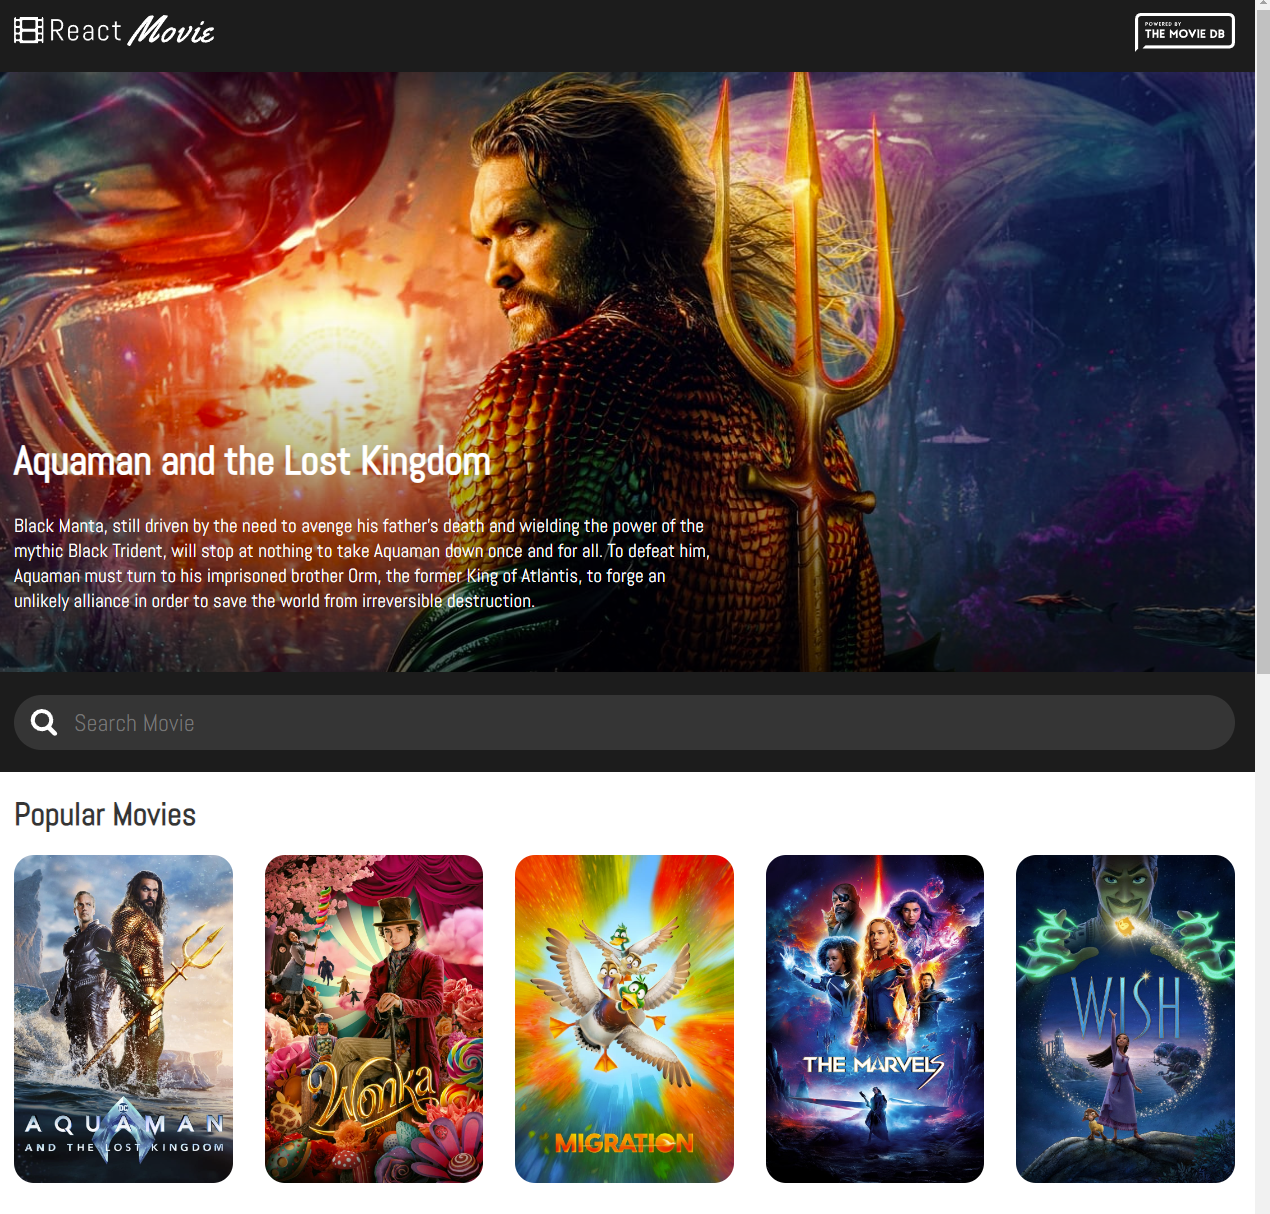 React Movie
POWERED BY
THE MOVIE DB
Aquaman and the Lost Kingdom
Black Manta, still driven by the need to avenge his father's death and wielding the power of the
mythic Black Trident, will stop at nothing to take Aquaman down once and for all. To defeat him,
Aquaman must turn to his imprisoned brother Orm, the former King of Atlantis, to forge an
unlikely alliance in order to save the world from irreversible destruction.
Search Movie
Popular Movies
DC
AQUAMAN
AND THE LOST KINGDOM
Wonka
MIGRATION
THE MARVELS
WISH